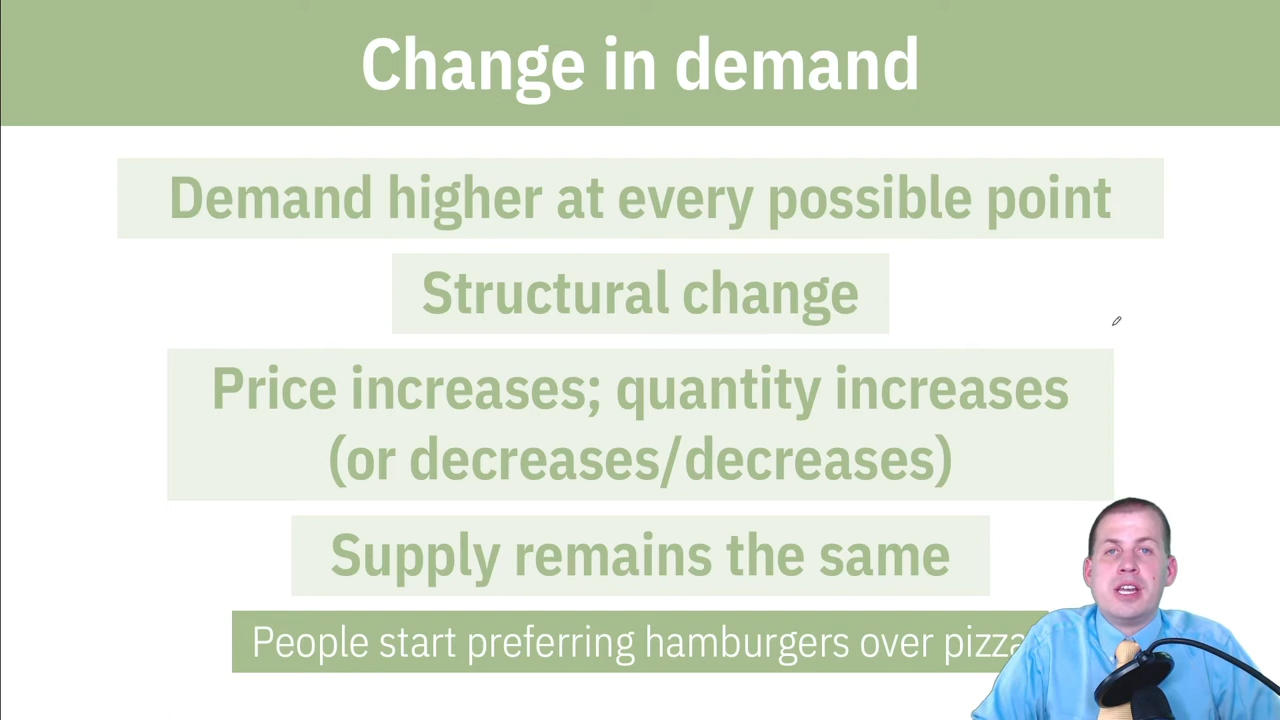 Change in demand
Demand higher at every possible point
Structural change
Price increases; quantity increases
(or decreases/decreases)
Supply remains the same
People start preferring hamburgers over pizza